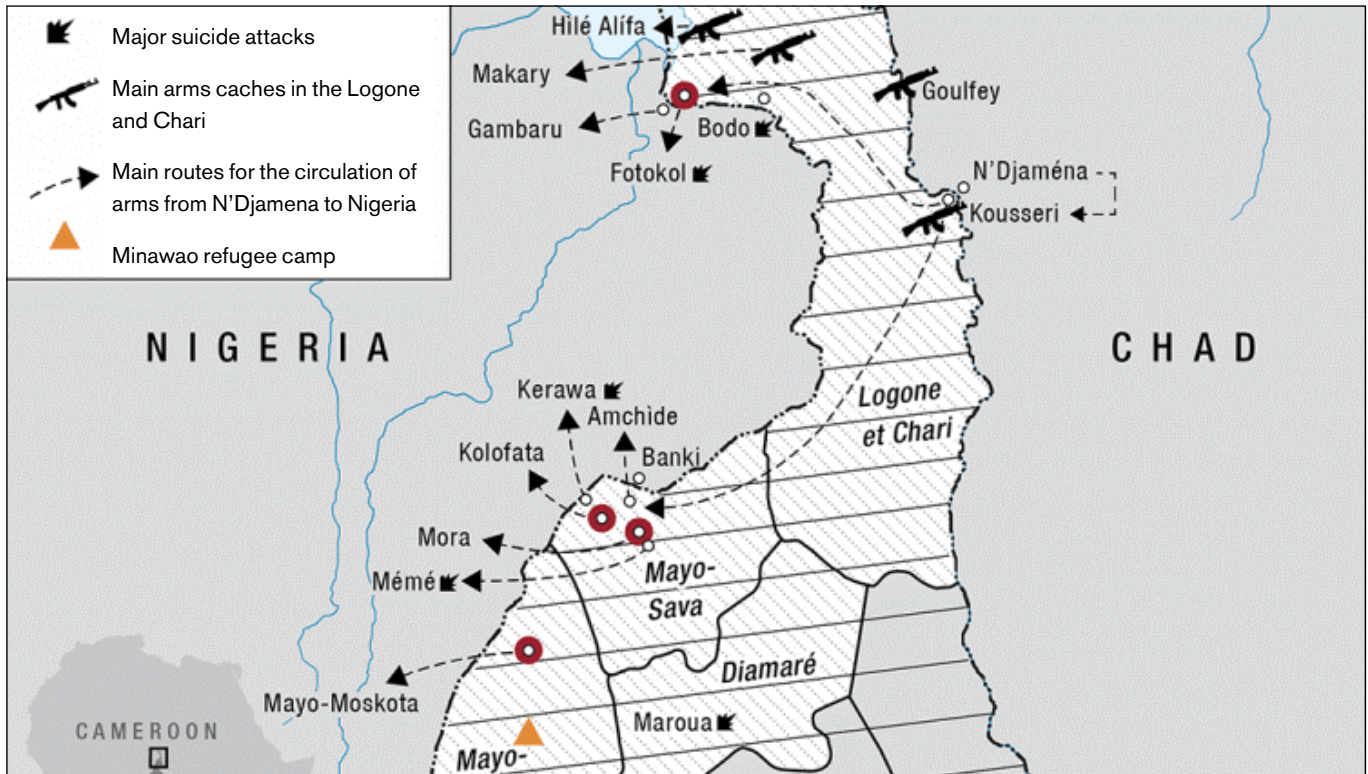 Major suicide attacks
Main arms caches in the Logone
and Chari
Main routes for the circulation of
arms from N'Djamena to Nigeria
Minawao refugee camp
Hilé Alífa
Makary
Goulfey
Gambaru
Bodo
Fotokol
N'Djaména
Kousseri
NIGERIA
CHAD
Kerawa
Amchide
Logone
et Chari
Kolofata
Banki
Mora
Mémé
Mayo-
Sava
Diamaré
Mayo-Moskota
Maroua
CAMEROON
Mayo-